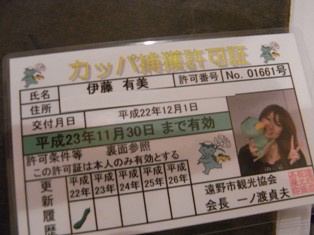 カッパ捕獲許可証
氏名 伊藤 有美
住所 許可番号 No. 01661号
交付月日 平成22年12月1日
平成23年11月30日 まで有効
許可条件等 裏面参照
この許可証は本人のみ有効とする
更新履歴 平成22年 平成23年 平成24年 平成25年 平成26年
遠野市観光協会
会長 一ノ渡貞夫